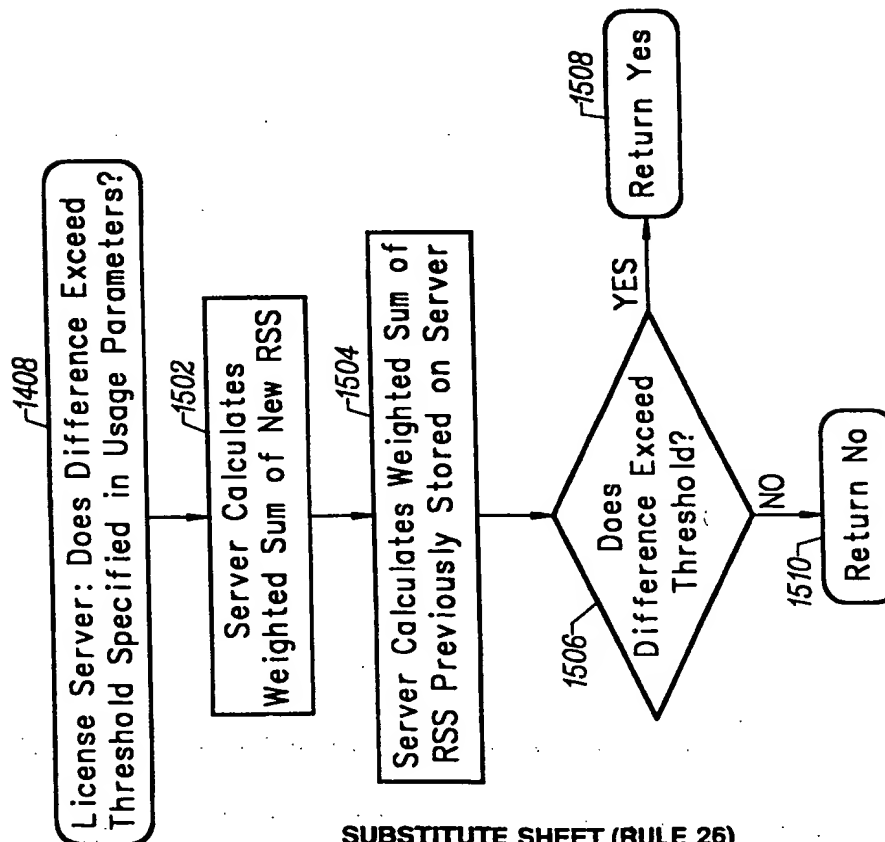 1408
License Server: Does Difference Exceed
Threshold Specified in Usage Parameters?
1502
Server Calculates
Weighted Sum of New RSS
1504
Server Calculates Weighted Sum of
RSS Previously Stored on Server
1506
Does
Difference Exceed
Threshold?
YES
1508
Return Yes
NO
1510
Return No
SUBSTITUTE SHEET (RULE 26)